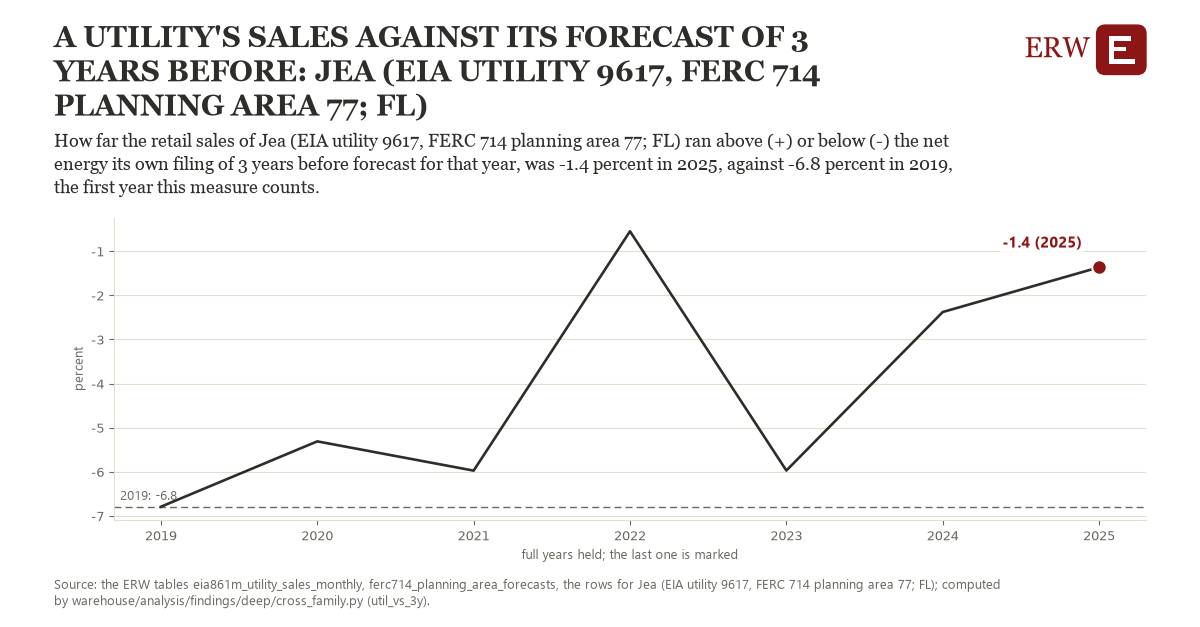 A UTILITY'S SALES AGAINST ITS FORECAST OF 3
YEARS BEFORE: JEA (EIA UTILITY 9617, FERC 714
PLANNING AREA 77; FL)
ERW E
How far the retail sales of Jea (EIA utility 9617, FERC 714 planning area 77; FL) ran above (+) or below (-) the net
energy its own filing of 3 years before forecast for that year, was -1.4 percent in 2025, against -6.8 percent in 2019,
the first year this measure counts.
-1.4 (2025)
-1
-2
-3
-4
-5
-6
-7
percent
2019: -6.8
2019 2020 2021 2022 2023 2024 2025
full years held; the last one is marked
Source: the ERW tables eia861m_utility_sales_monthly, ferc714_planning_area_forecasts, the rows for Jea (EIA utility 9617, FERC 714 planning area 77; FL); computed
by warehouse/analysis/findings/deep/cross_family.py (util_vs_3y).